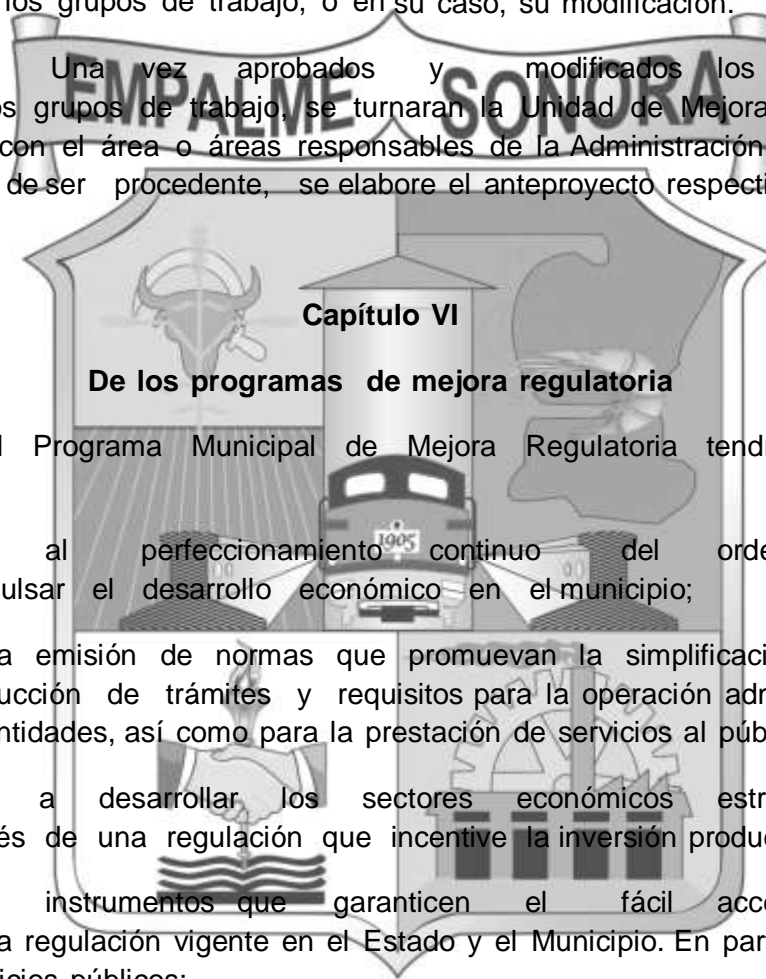 los grupos de trabajo, o en su caso, su modificación.
EMPALME SONORA
Una vez aprobados y modificados los
os grupos de trabajo, se turnaran la Unidad de Mejora
con el área o áreas responsables de la Administración
de ser procedente, se elabore el anteproyecto respecti
Capítulo VI
De los programas de mejora regulatoria
l Programa Municipal de Mejora Regulatoria tendr
1905
al perfeccionamiento continuo del orde
ulsar el desarrollo económico en el municipio;
a emisión de normas que promuevan la simplificaci
ucción de trámites y requisitos para la operación adr
entidades, así como para la prestación de servicios al púb
a desarrollar los sectores económicos estr
és de una regulación que incentive la inversión produc
instrumentos que garanticen el fácil acc
a regulación vigente en el Estado y el Municipio. En par
icios públicos;